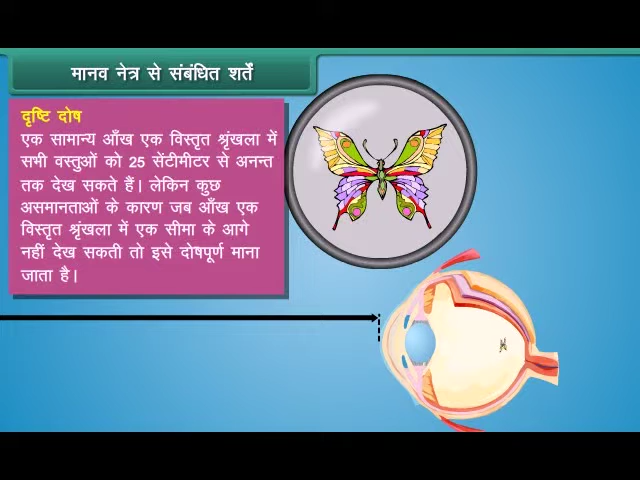 मानव नेत्र से संबंधित शर्तें
दृष्टि दोष
एक सामान्य आँख एक विस्तृत श्रृंखला में
सभी वस्तुओं को 25 सेंटीमीटर से अनन्त
तक देख सकते हैं। लेकिन कुछ
असमानताओं के कारण जब आँख एक
विस्तृत श्रृंखला में एक सीमा के आगे
नहीं देख सकती तो इसे दोषपूर्ण माना
जाता है।